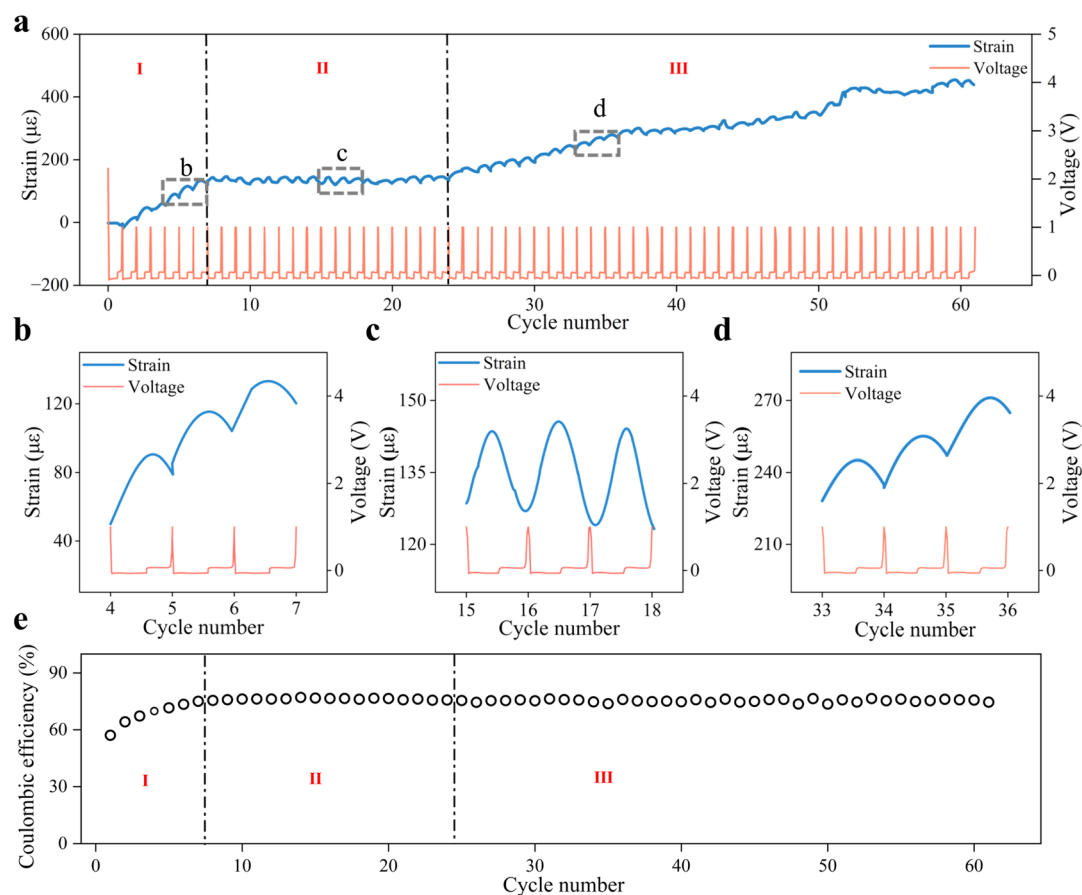 a
600
400
200
0
−200
Strain (με)
I
II
III
b
c
d
Strain
Voltage
5
4
3
2
1
0
Voltage (V)
0
10
20
30
40
50
60
Cycle number
b
Strain
Voltage
120
80
40
Strain (με)
4
2
0
Voltage (V)
4
5
6
7
Cycle number
c
Strain
Voltage
150
135
120
Strain (με)
4
2
0
Voltage (V)
15
16
17
18
Cycle number
d
Strain
Voltage
270
240
210
Strain (με)
4
2
0
Voltage (V)
33
34
35
36
Cycle number
e
90
60
30
0
Coulombic efficiency (%)
I
II
III
0
10
20
30
40
50
60
Cycle number